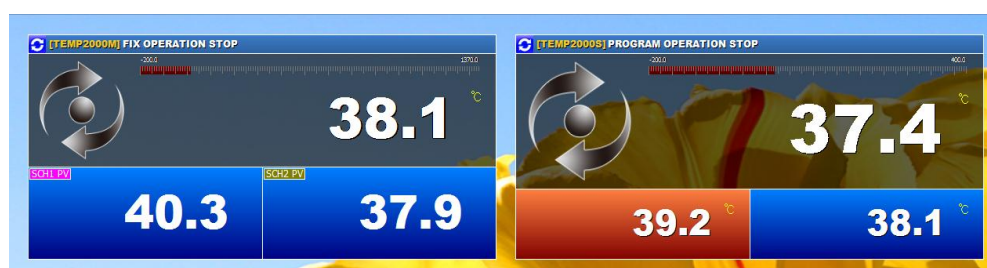 [TEMP2000M] FIX OPERATION STOP
-200.0 1370.0
38.1 ℃
SCH1 PV SCH2 PV
40.3 37.9
[TEMP2000S] PROGRAM OPERATION STOP
-200.0 400.0
37.4 ℃
39.2 ℃ 38.1 ℃